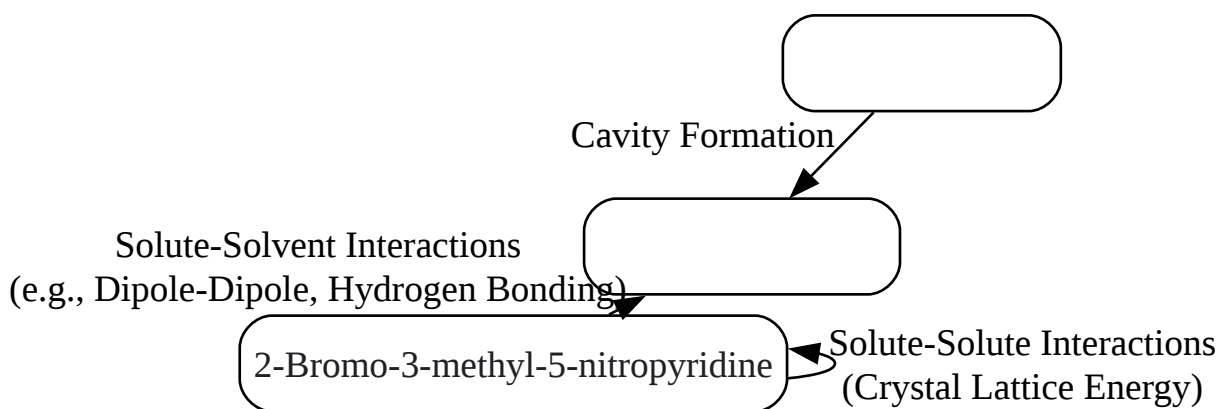 Cavity Formation
Solute-Solvent Interactions
(e.g., Dipole-Dipole, Hydrogen Bonding)
2-Bromo-3-methyl-5-nitropyridine
Solute-Solute Interactions
(Crystal Lattice Energy)